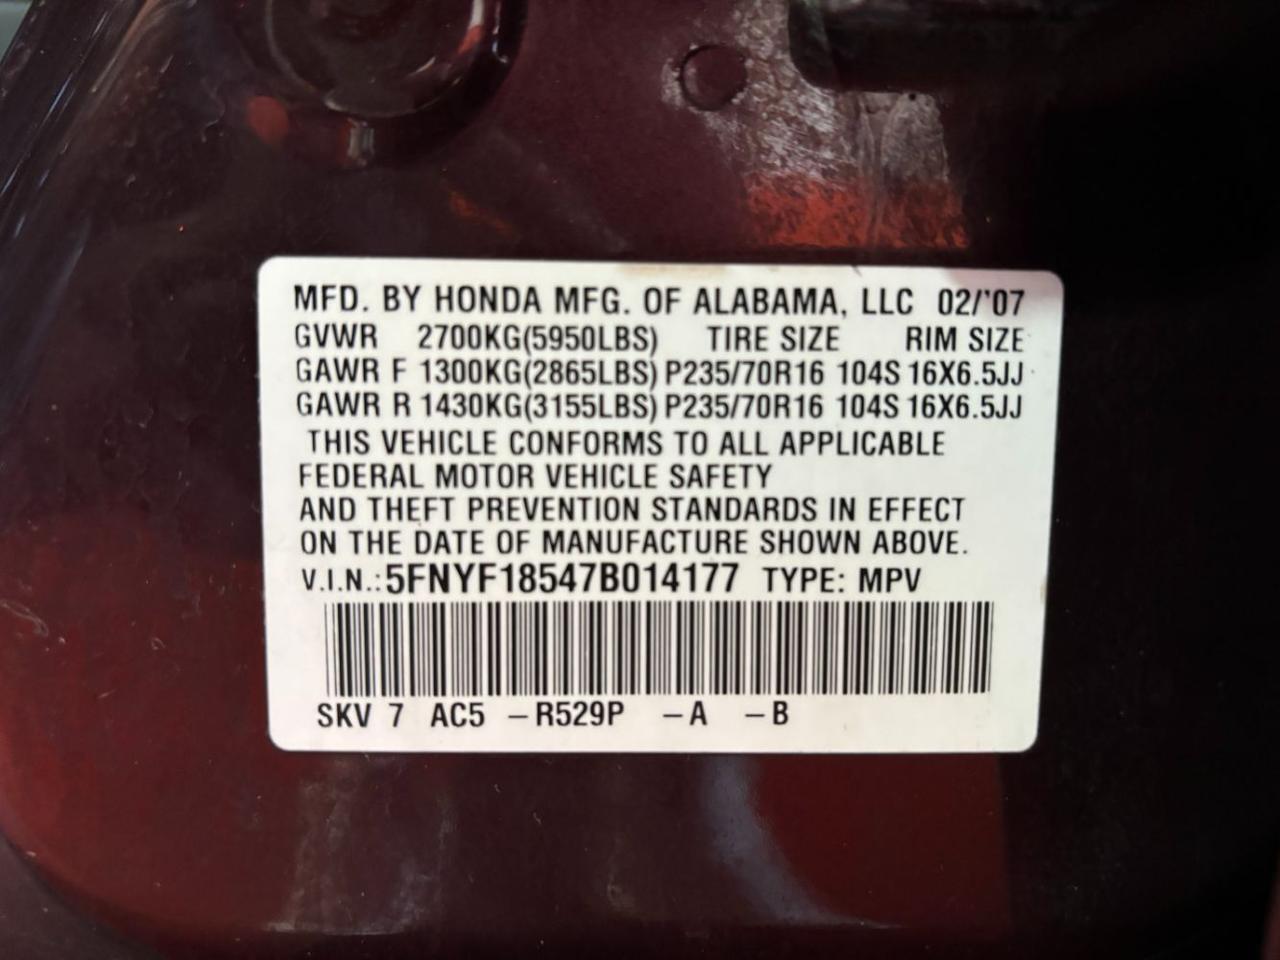 MFD. BY HONDA MFG. OF ALABAMA, LLC 02/'07
GVWR 2700KG(5950LBS) TIRE SIZE RIM SIZE
GAWR F 1300KG(2865LBS) P235/70R16 104S 16X6.5JJ
GAWR R 1430KG(3155LBS) P235/70R16 104S 16X6.5JJ
THIS VEHICLE CONFORMS TO ALL APPLICABLE
FEDERAL MOTOR VEHICLE SAFETY
AND THEFT PREVENTION STANDARDS IN EFFECT
ON THE DATE OF MANUFACTURE SHOWN ABOVE.
V.I.N.: 5FNYF18547B014177 TYPE: MPV
SKV 7 AC5 –R529P –A –B